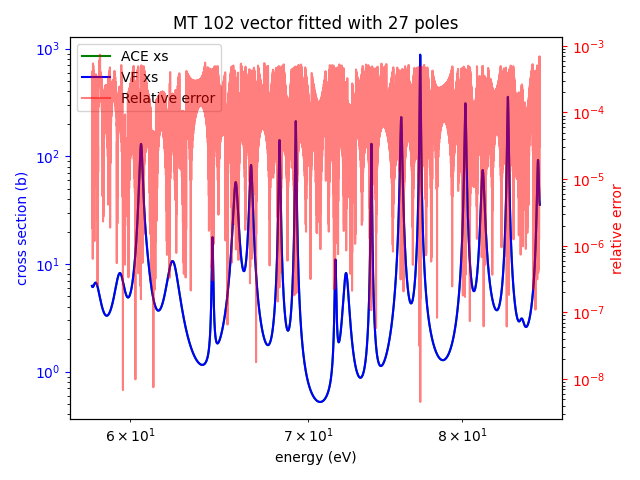 MT 102 vector fitted with 27 poles
ACE xs
VF xs
Relative error
cross section (b)
10³
10²
10¹
10⁰
relative error
10⁻³
10⁻⁴
10⁻⁵
10⁻⁶
10⁻⁷
10⁻⁸
6 × 10¹
7 × 10¹
8 × 10¹
energy (eV)